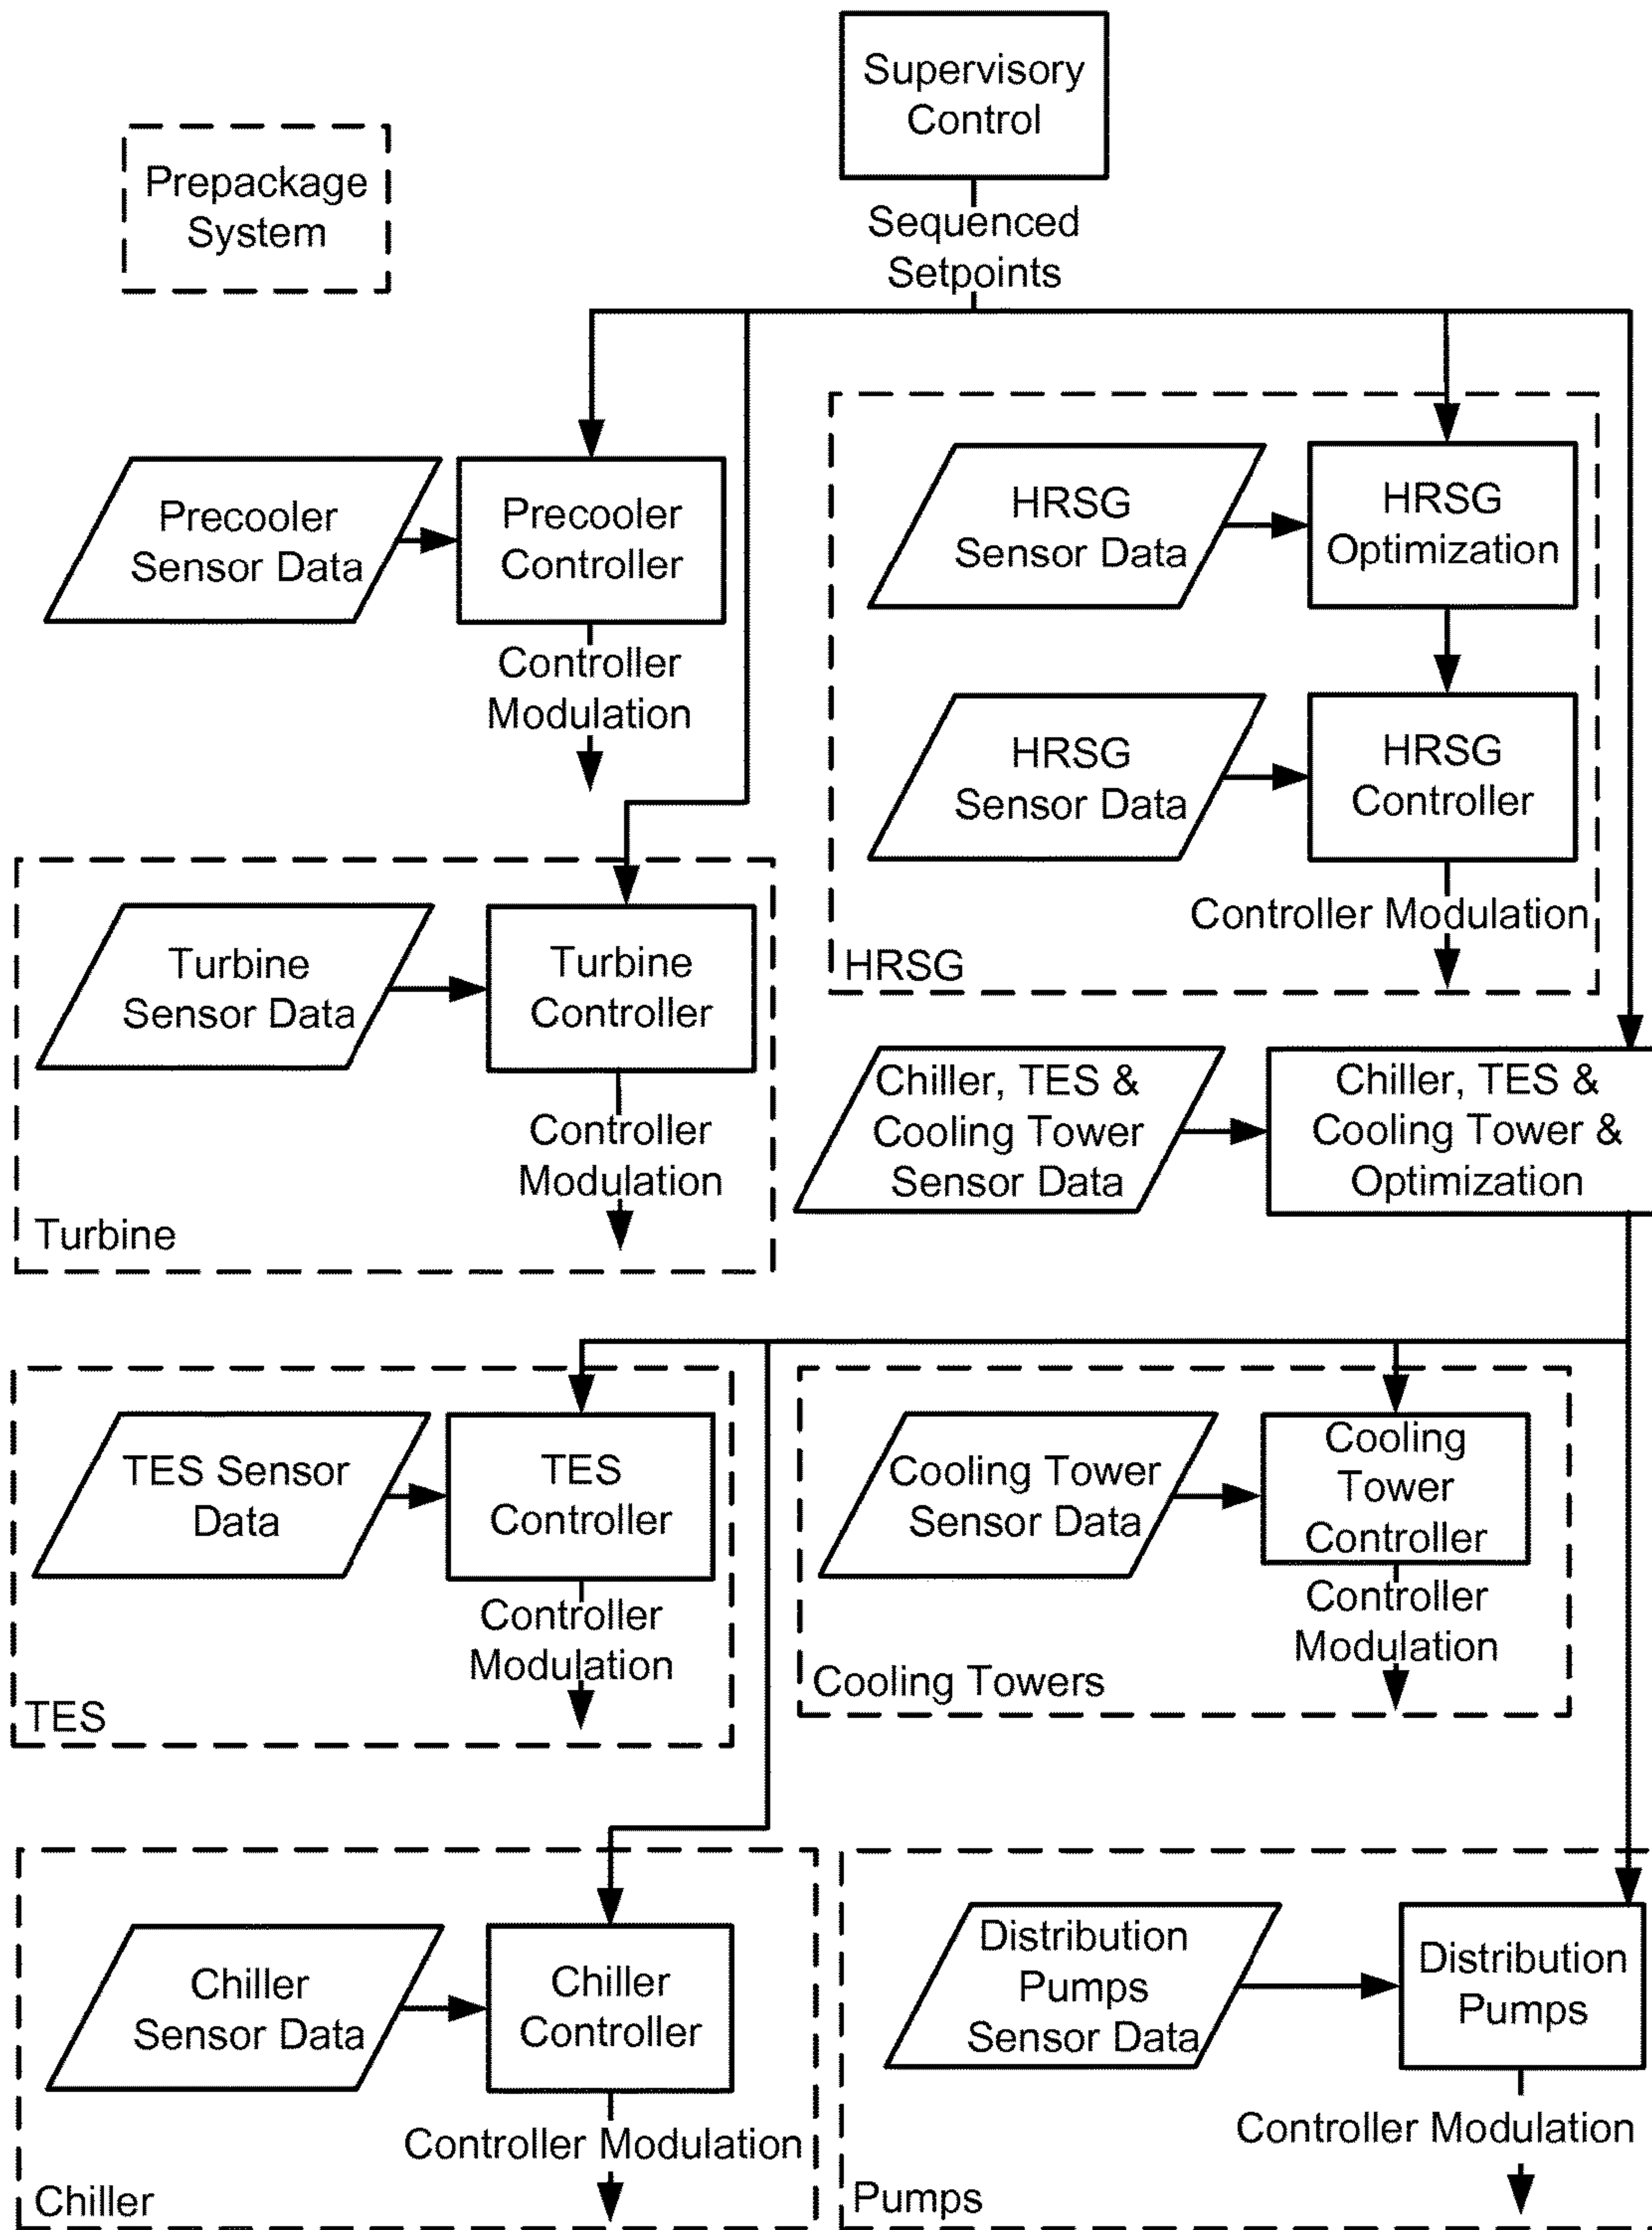 Supervisory
Control
Prepackage
System
Sequenced
Setpoints
Precooler
Sensor Data
Precooler
Controller
Controller
Modulation
HRSG
Sensor Data
HRSG
Optimization
HRSG
Sensor Data
HRSG
Controller
Controller Modulation
HRSG
Turbine
Sensor Data
Turbine
Controller
Controller
Modulation
Turbine
Chiller, TES &
Cooling Tower
Sensor Data
Chiller, TES &
Cooling Tower &
Optimization
TES Sensor
Data
TES
Controller
Controller
Modulation
TES
Cooling Tower
Sensor Data
Cooling
Tower
Controller
Controller
Modulation
Cooling Towers
Chiller
Sensor Data
Chiller
Controller
Controller Modulation
Chiller
Distribution
Pumps
Sensor Data
Distribution
Pumps
Controller Modulation
Pumps